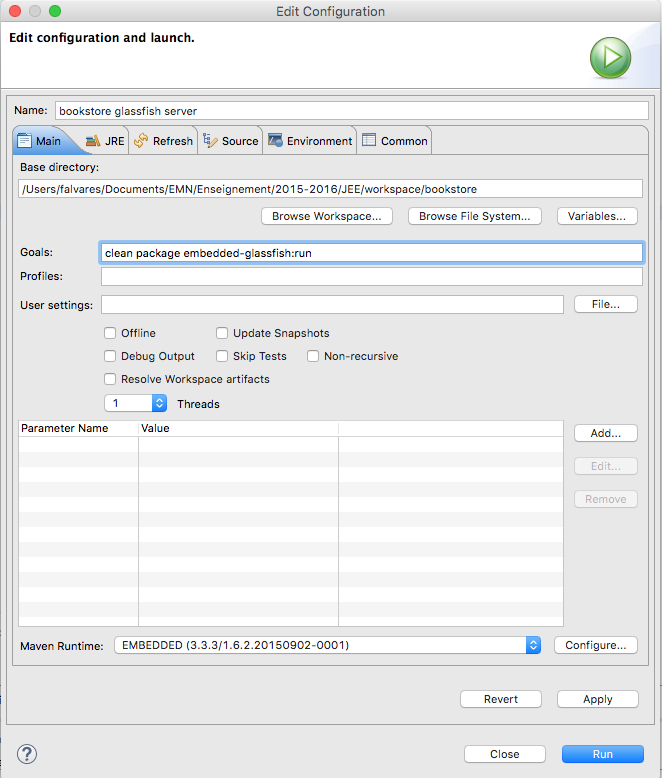 Edit Configuration
Edit configuration and launch.
Name: bookstore glassfish server
Main JRE Refresh Source Environment Common
Base directory:
/Users/falvares/Documents/EMN/Enseignement/2015-2016/JEE/workspace/bookstore
Browse Workspace... Browse File System... Variables...
Goals: clean package embedded-glassfish:run
Profiles:
User settings: File...
Offline Update Snapshots
Debug Output Skip Tests Non-recursive
Resolve Workspace artifacts
1 Threads
Parameter Name Value
Add...
Edit...
Remove
Maven Runtime: EMBEDDED (3.3.3/1.6.2.20150902-0001) Configure...
Revert Apply
? Close Run